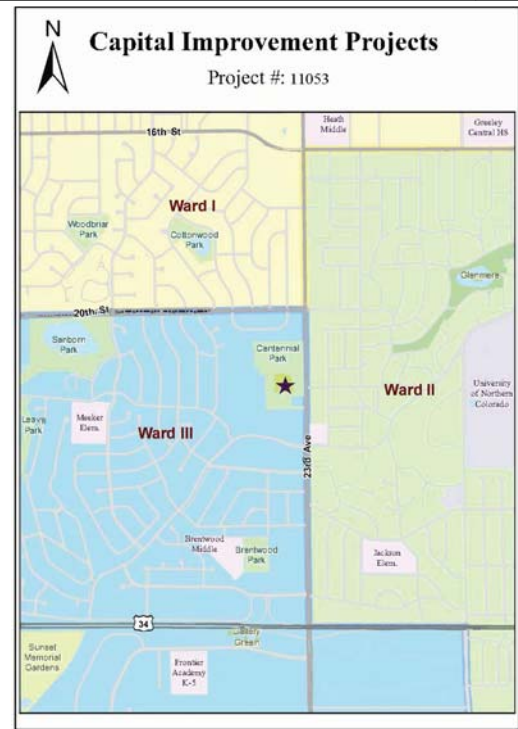 N
Capital Improvement Projects
Project #: 11053
16th St
Heath
Middle
Greeley
Central HS
Ward I
Woodbriar
Park
Cottonwood
Park
Glenmere
20th St
Sanborn
Park
Centennial
Park
Ward II
University
of Northern
Colorado
Meeker
Elem.
Park
Ward III
23rd Ave
Brentwood
Middle
Brentwood
Park
Jackson
Elem.
34
Green
Sunset
Memorial
Gardens
Frontier
Academy
K-5